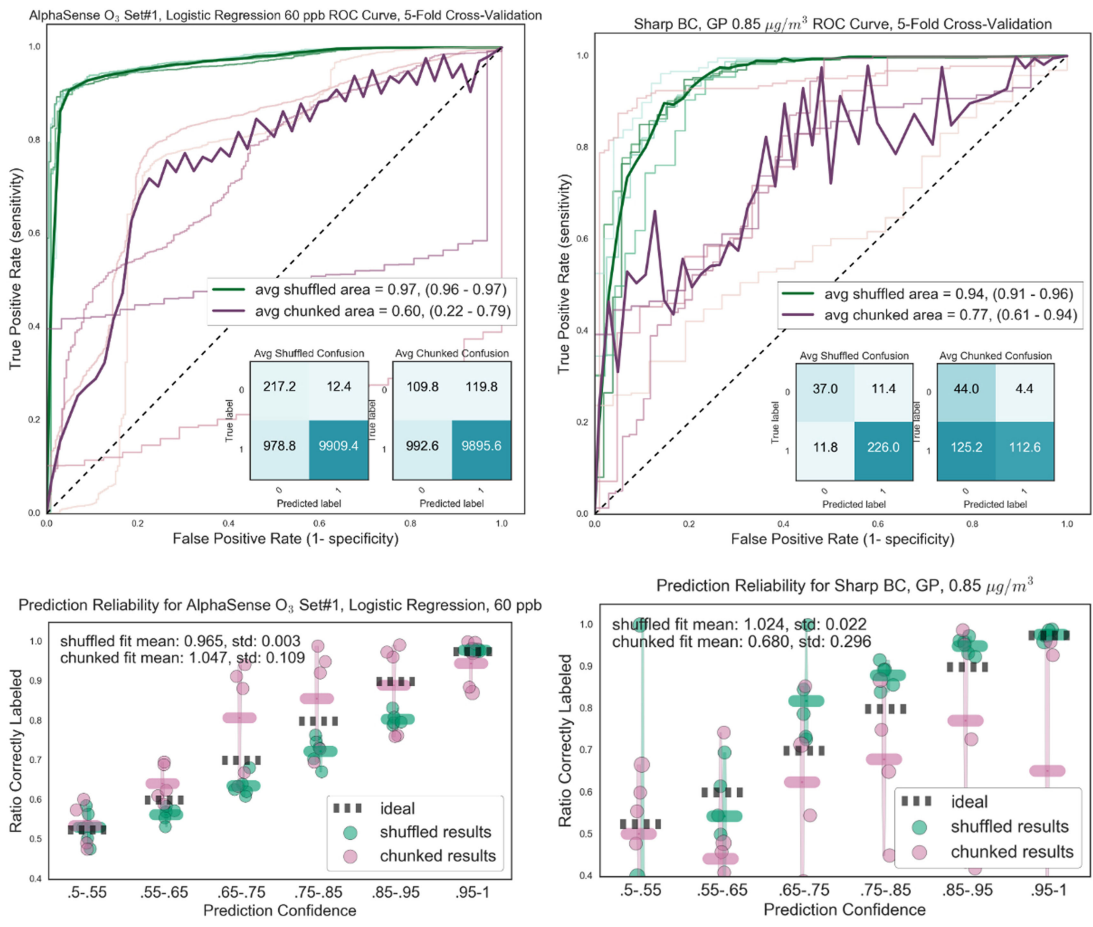 AlphaSense O₃ Set#1, Logistic Regression 60 ppb ROC Curve, 5-Fold Cross-Validation
True Positive Rate (sensitivity)
1.0
0.8
0.6
0.4
0.2
0.0
avg shuffled area = 0.97, (0.96 - 0.97)
avg chunked area = 0.60, (0.22 - 0.79)
Avg Shuffled Confusion
True label
0
1
217.2 12.4
978.8 9909.4
0 1
Predicted label
Avg Chunked Confusion
True label
0
1
109.8 119.8
992.6 9895.6
0 1
Predicted label
0.0 0.2 0.4 0.6 0.8 1.0
False Positive Rate (1- specificity)
Sharp BC, GP 0.85 μg/m³ ROC Curve, 5-Fold Cross-Validation
True Positive Rate (sensitivity)
1.0
0.8
0.6
0.4
0.2
0.0
avg shuffled area = 0.94, (0.91 - 0.96)
avg chunked area = 0.77, (0.61 - 0.94)
Avg Shuffled Confusion
True label
0
1
37.0 11.4
11.8 226.0
0 1
Predicted label
Avg Chunked Confusion
True label
0
1
44.0 4.4
125.2 112.6
0 1
Predicted label
0.0 0.2 0.4 0.6 0.8 1.0
False Positive Rate (1- specificity)
Prediction Reliability for AlphaSense O₃ Set#1, Logistic Regression, 60 ppb
shuffled fit mean: 0.965, std: 0.003
chunked fit mean: 1.047, std: 0.109
Ratio Correctly Labeled
1.0
0.9
0.8
0.7
0.6
0.5
0.4
ideal
shuffled results
chunked results
.5-.55 .55-.65 .65-.75 .75-.85 .85-.95 .95-1
Prediction Confidence
Prediction Reliability for Sharp BC, GP, 0.85 μg/m³
shuffled fit mean: 1.024, std: 0.022
chunked fit mean: 0.680, std: 0.296
Ratio Correctly Labeled
1.0
0.9
0.8
0.7
0.6
0.5
0.4
ideal
shuffled results
chunked results
.5-.55 .55-.65 .65-.75 .75-.85 .85-.95 .95-1
Prediction Confidence